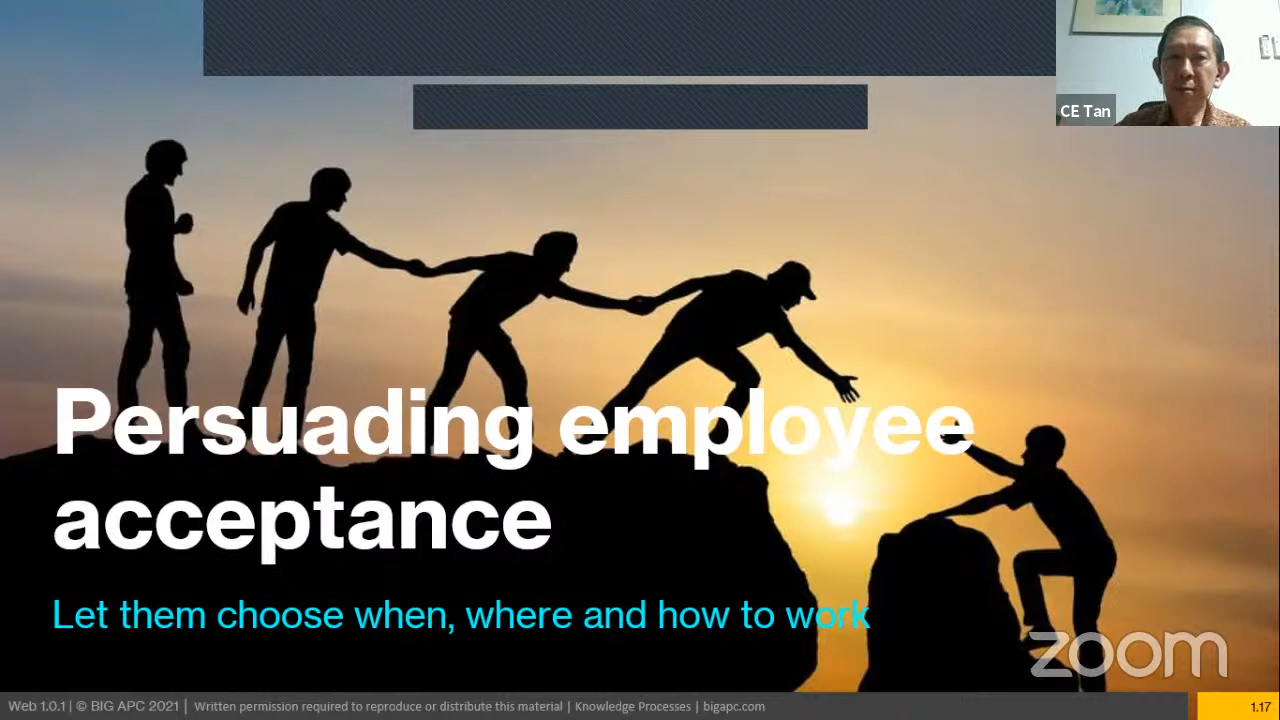 CE Tan
Persuading employee
acceptance
Let them choose when, where and how to work
zoom
Web 1.0.1 | © BIG APC 2021 | Written permission required to reproduce or distribute this material | Knowledge Processes | bigapc.com
1.17